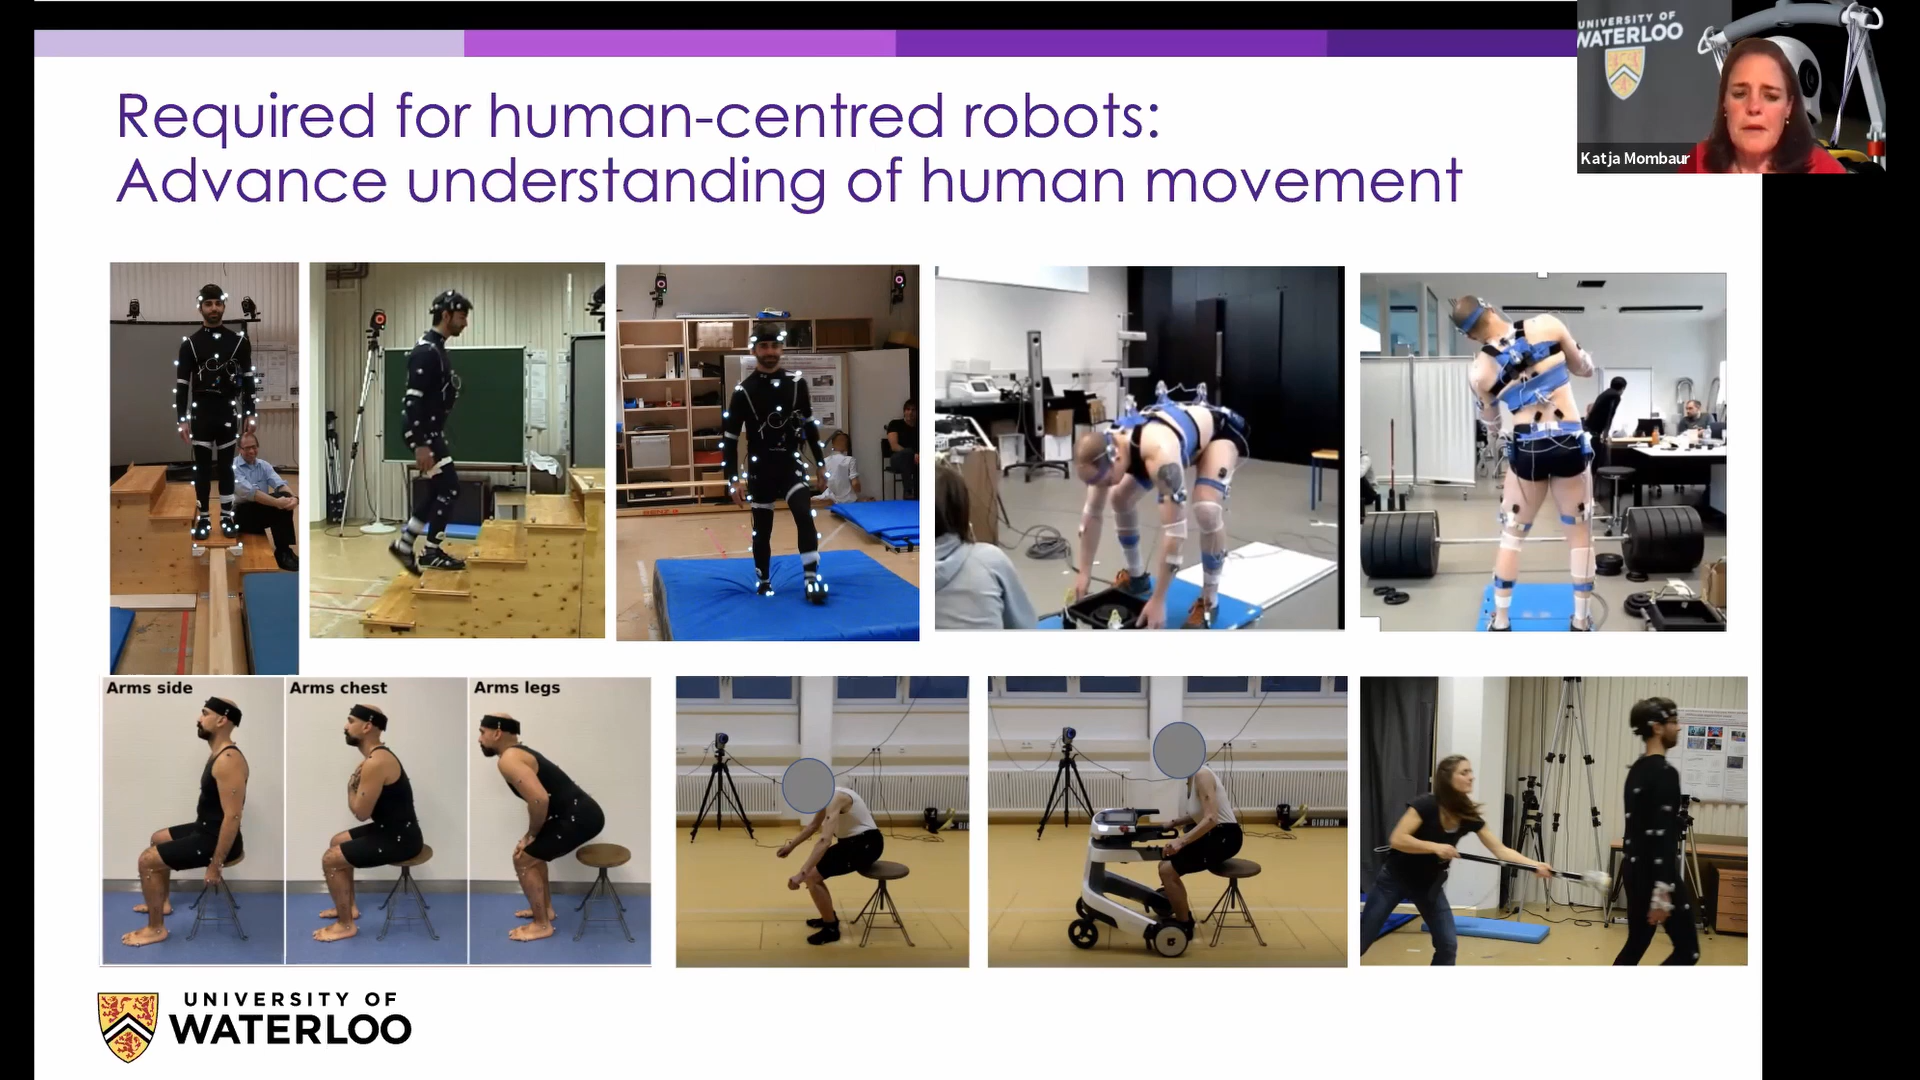 Required for human-centred robots:
Advance understanding of human movement
UNIVERSITY OF
WATERLOO
Katja Mombaur
Arms side
Arms chest
Arms legs
UNIVERSITY OF
WATERLOO